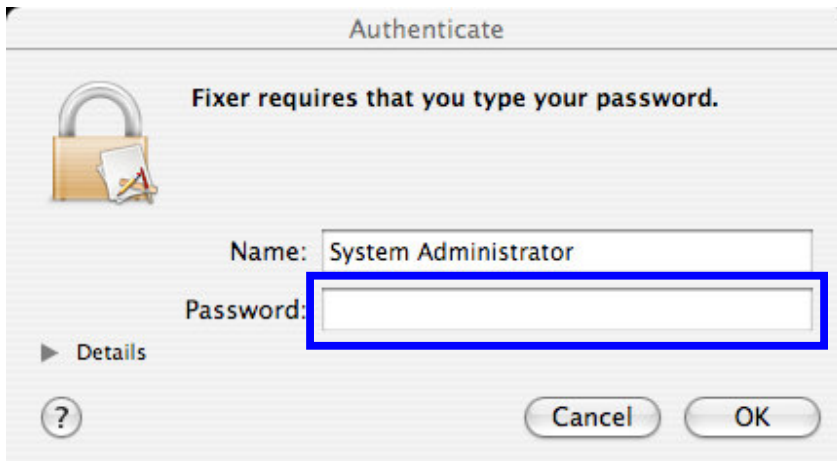 Authenticate
Fixer requires that you type your password.
Name: System Administrator
Password:
Details
? Cancel OK